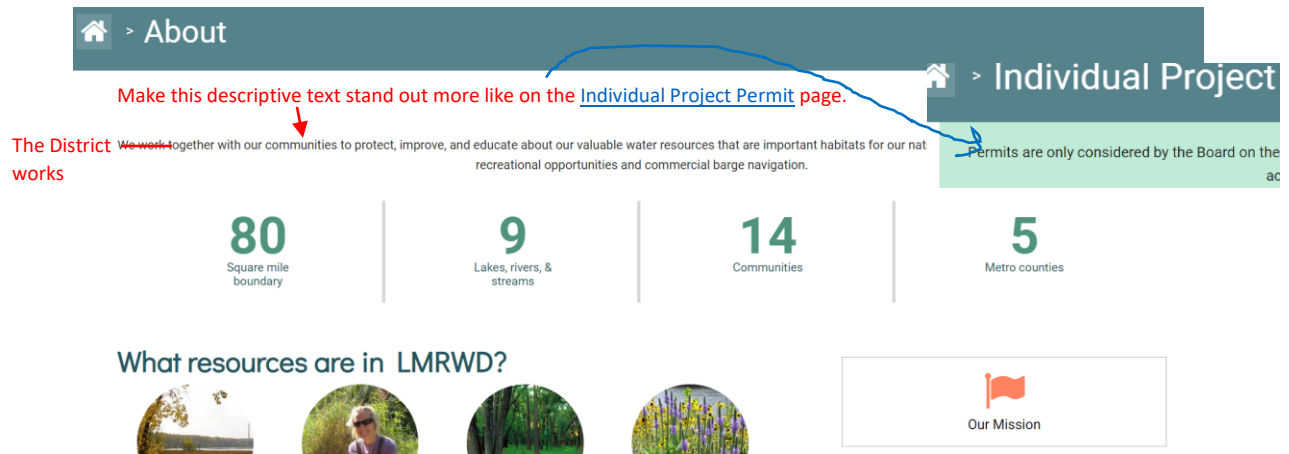 > About
> Individual Project
Make this descriptive text stand out more like on the Individual Project Permit page.
The District
works
We work together with our communities to protect, improve, and educate about our valuable water resources that are important habitats for our nat
recreational opportunities and commercial barge navigation.
Permits are only considered by the Board on the
ac
80
Square mile
boundary
9
Lakes, rivers, &
streams
14
Communities
5
Metro counties
What resources are in LMRWD?
Our Mission